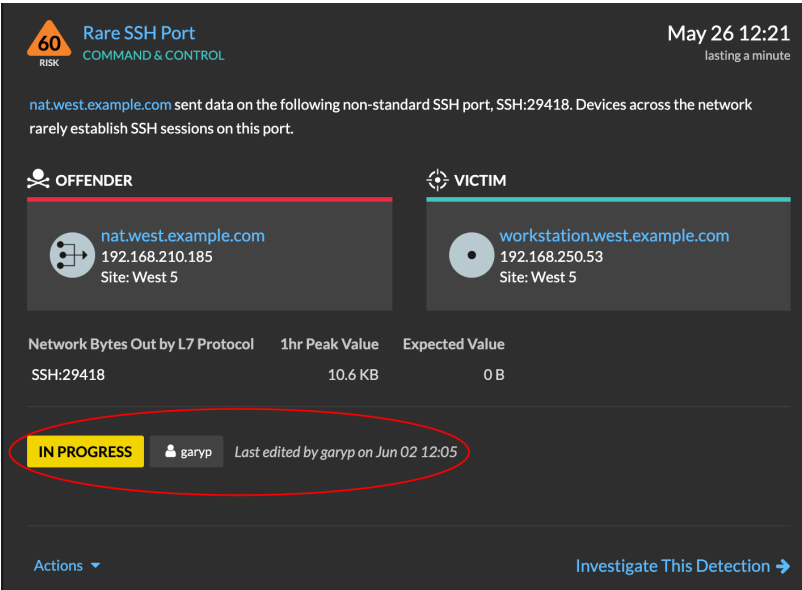 60
RISK
Rare SSH Port
COMMAND & CONTROL
May 26 12:21
lasting a minute
nat.west.example.com sent data on the following non-standard SSH port, SSH:29418. Devices across the network
rarely establish SSH sessions on this port.
OFFENDER
nat.west.example.com
192.168.210.185
Site: West 5
VICTIM
workstation.west.example.com
192.168.250.53
Site: West 5
Network Bytes Out by L7 Protocol 1hr Peak Value Expected Value
SSH:29418 10.6 KB 0 B
IN PROGRESS garyp Last edited by garyp on Jun 02 12:05
Actions Investigate This Detection